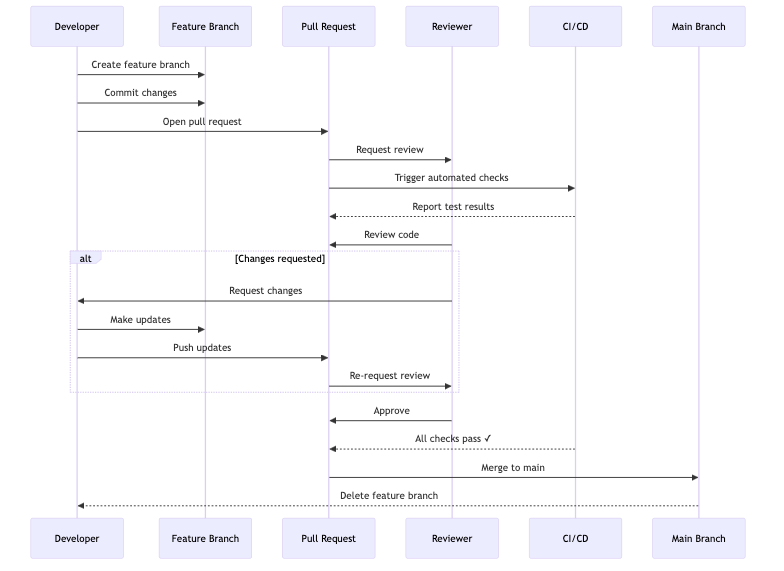 Developer
Feature Branch
Pull Request
Reviewer
CI/CD
Main Branch
Create feature branch
Commit changes
Open pull request
Request review
Trigger automated checks
Report test results
Review code
alt
[Changes requested]
Request changes
Make updates
Push updates
Re-request review
Approve
All checks pass ✓
Merge to main
Delete feature branch
Developer
Feature Branch
Pull Request
Reviewer
CI/CD
Main Branch